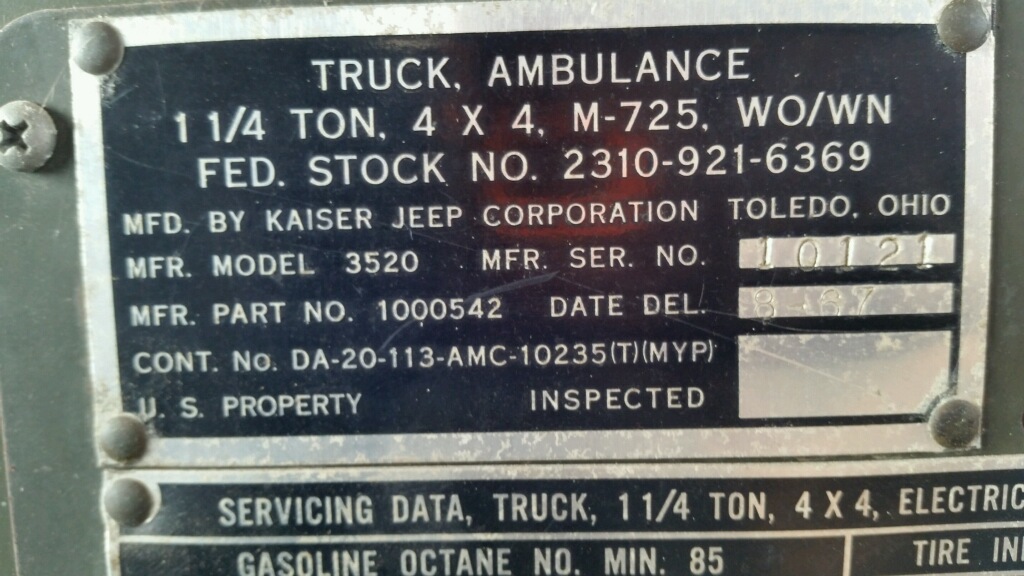 TRUCK, AMBULANCE
1 1/4 TON, 4 X 4, M-725, WO/WN
FED. STOCK NO. 2310-921-6369
MFD. BY KAISER JEEP CORPORATION TOLEDO, OHIO
MFR. MODEL 3520 MFR. SER. NO. 10121
MFR. PART NO. 1000542 DATE DEL. 8-67
CONT. No. DA-20-113-AMC-10235(T)(MYP)
U. S. PROPERTY INSPECTED
SERVICING DATA, TRUCK, 1 1/4 TON, 4 X 4, ELECTRIC
GASOLINE OCTANE NO. MIN. 85 TIRE